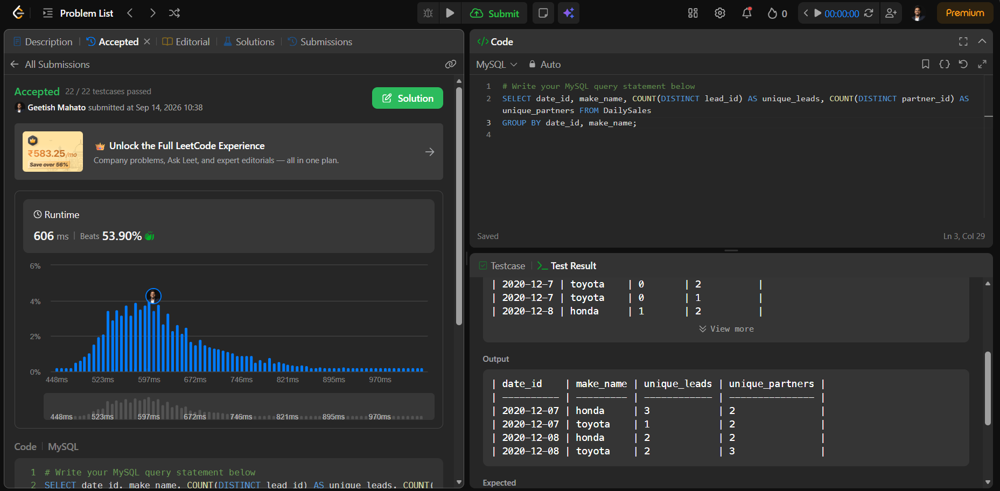 Problem List
Submit
0
00:00:00
Premium
Description
Accepted
Editorial
Solutions
Submissions
All Submissions
Accepted 22 / 22 testcases passed
Geetish Mahato submitted at Sep 14, 2026 10:38
Solution
₹583.25/mo
Save over 56%
Unlock the Full LeetCode Experience
Company problems, Ask Leet, and expert editorials — all in one plan.
Runtime
606 ms | Beats 53.90%
6%
4%
2%
0%
448ms 523ms 597ms 672ms 746ms 821ms 895ms 970ms
448ms 523ms 597ms 672ms 746ms 821ms 895ms 970ms
Code | MySQL
1 # Write your MySQL query statement below
2 SELECT date_id, make_name, COUNT(DISTINCT lead_id) AS unique_leads, COUNT(
</> Code
MySQL Auto
1 # Write your MySQL query statement below
2 SELECT date_id, make_name, COUNT(DISTINCT lead_id) AS unique_leads, COUNT(DISTINCT partner_id) AS
unique_partners FROM DailySales
3 GROUP BY date_id, make_name;
4
Saved
Ln 3, Col 29
Testcase
Test Result
| 2020-12-7 | toyota | 0 | 2 |
| 2020-12-7 | toyota | 0 | 1 |
| 2020-12-8 | honda | 1 | 2 |
View more
Output
| date_id | make_name | unique_leads | unique_partners |
| ---------- | --------- | ------------ | --------------- |
| 2020-12-07 | honda | 3 | 2 |
| 2020-12-07 | toyota | 1 | 2 |
| 2020-12-08 | honda | 2 | 2 |
| 2020-12-08 | toyota | 2 | 3 |
Expected